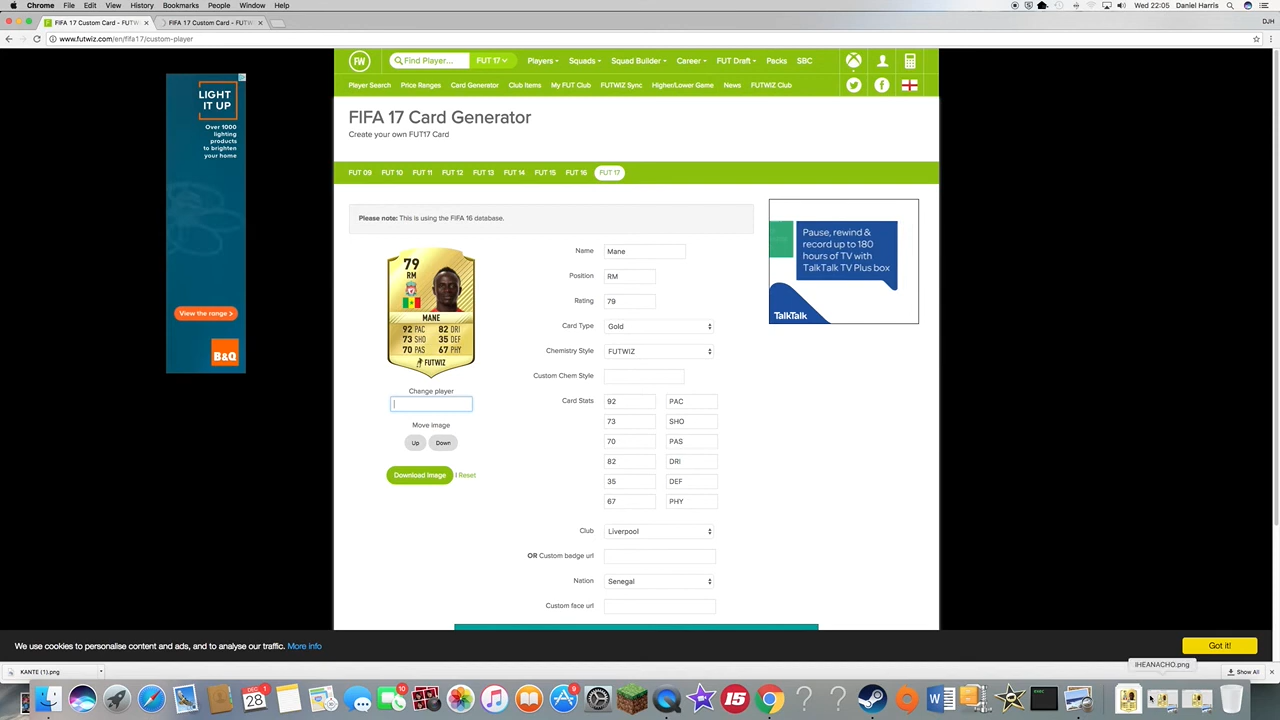 Chrome File Edit View History Bookmarks People Window Help Wed 22:05 Daniel Harris
FIFA 17 Custom Card - FUTW FIFA 17 Custom Card - FUTW DJH
www.futwiz.com/en/fifa17/custom-player
FW Find Player... FUT 17 Players Squads Squad Builder Career FUT Draft Packs SBC
Player Search Price Ranges Card Generator Club Items My FUT Club FUTWIZ Sync Higher/Lower Game News FUTWIZ Club
LIGHT
IT UP
Over 1000
lighting
products
to brighten
your home
View the range >
B&Q
FIFA 17 Card Generator
Create your own FUT17 Card
FUT 09 FUT 10 FUT 11 FUT 12 FUT 13 FUT 14 FUT 15 FUT 16 FUT 17
Please note: This is using the FIFA 16 database.
79
RM
MANE
92 PAC 82 DRI
73 SHO 35 DEF
70 PAS 67 PHY
FUTWIZ
Change player
Move image
Up Down
Download Image | Reset
Name Mane
Position RM
Rating 79
Card Type Gold
Chemistry Style FUTWIZ
Custom Chem Style
Card Stats 92 PAC
73 SHO
70 PAS
82 DRI
35 DEF
67 PHY
Club Liverpool
OR Custom badge url
Nation Senegal
Custom face url
Pause, rewind &
record up to 180
hours of TV with
TalkTalk TV Plus box
TalkTalk
We use cookies to personalise content and ads, and to analyse our traffic. More info Got it!
IHEANACHO.png
KANTE (1).png Show All
DEC 1
28
10
9
15
EXEC